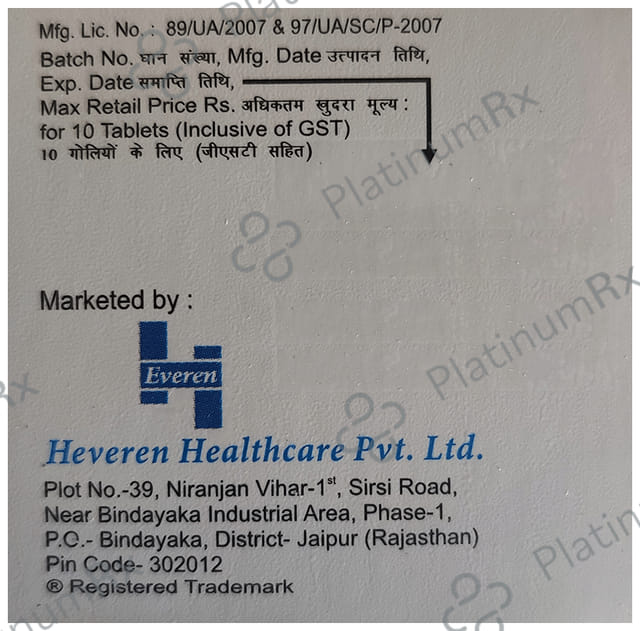 Mfg. Lic. No. : 89/UA/2007 & 97/UA/SC/P-2007
Batch No. घान संख्या, Mfg. Date उत्पादन तिथि,
Exp. Date समाप्ति तिथि,
Max Retail Price Rs. अधिकतम खुदरा मूल्य :
for 10 Tablets (Inclusive of GST)
10 गोलियों के लिए (जीएसटी सहित)
PlatinumRx
Marketed by :
PlatinumRx
Everen
Heveren Healthcare Pvt. Ltd.
Plot No.-39, Niranjan Vihar-1st, Sirsi Road,
Near Bindayaka Industrial Area, Phase-1,
P.O.- Bindayaka, District- Jaipur (Rajasthan)
Pin Code- 302012
® Registered Trademark